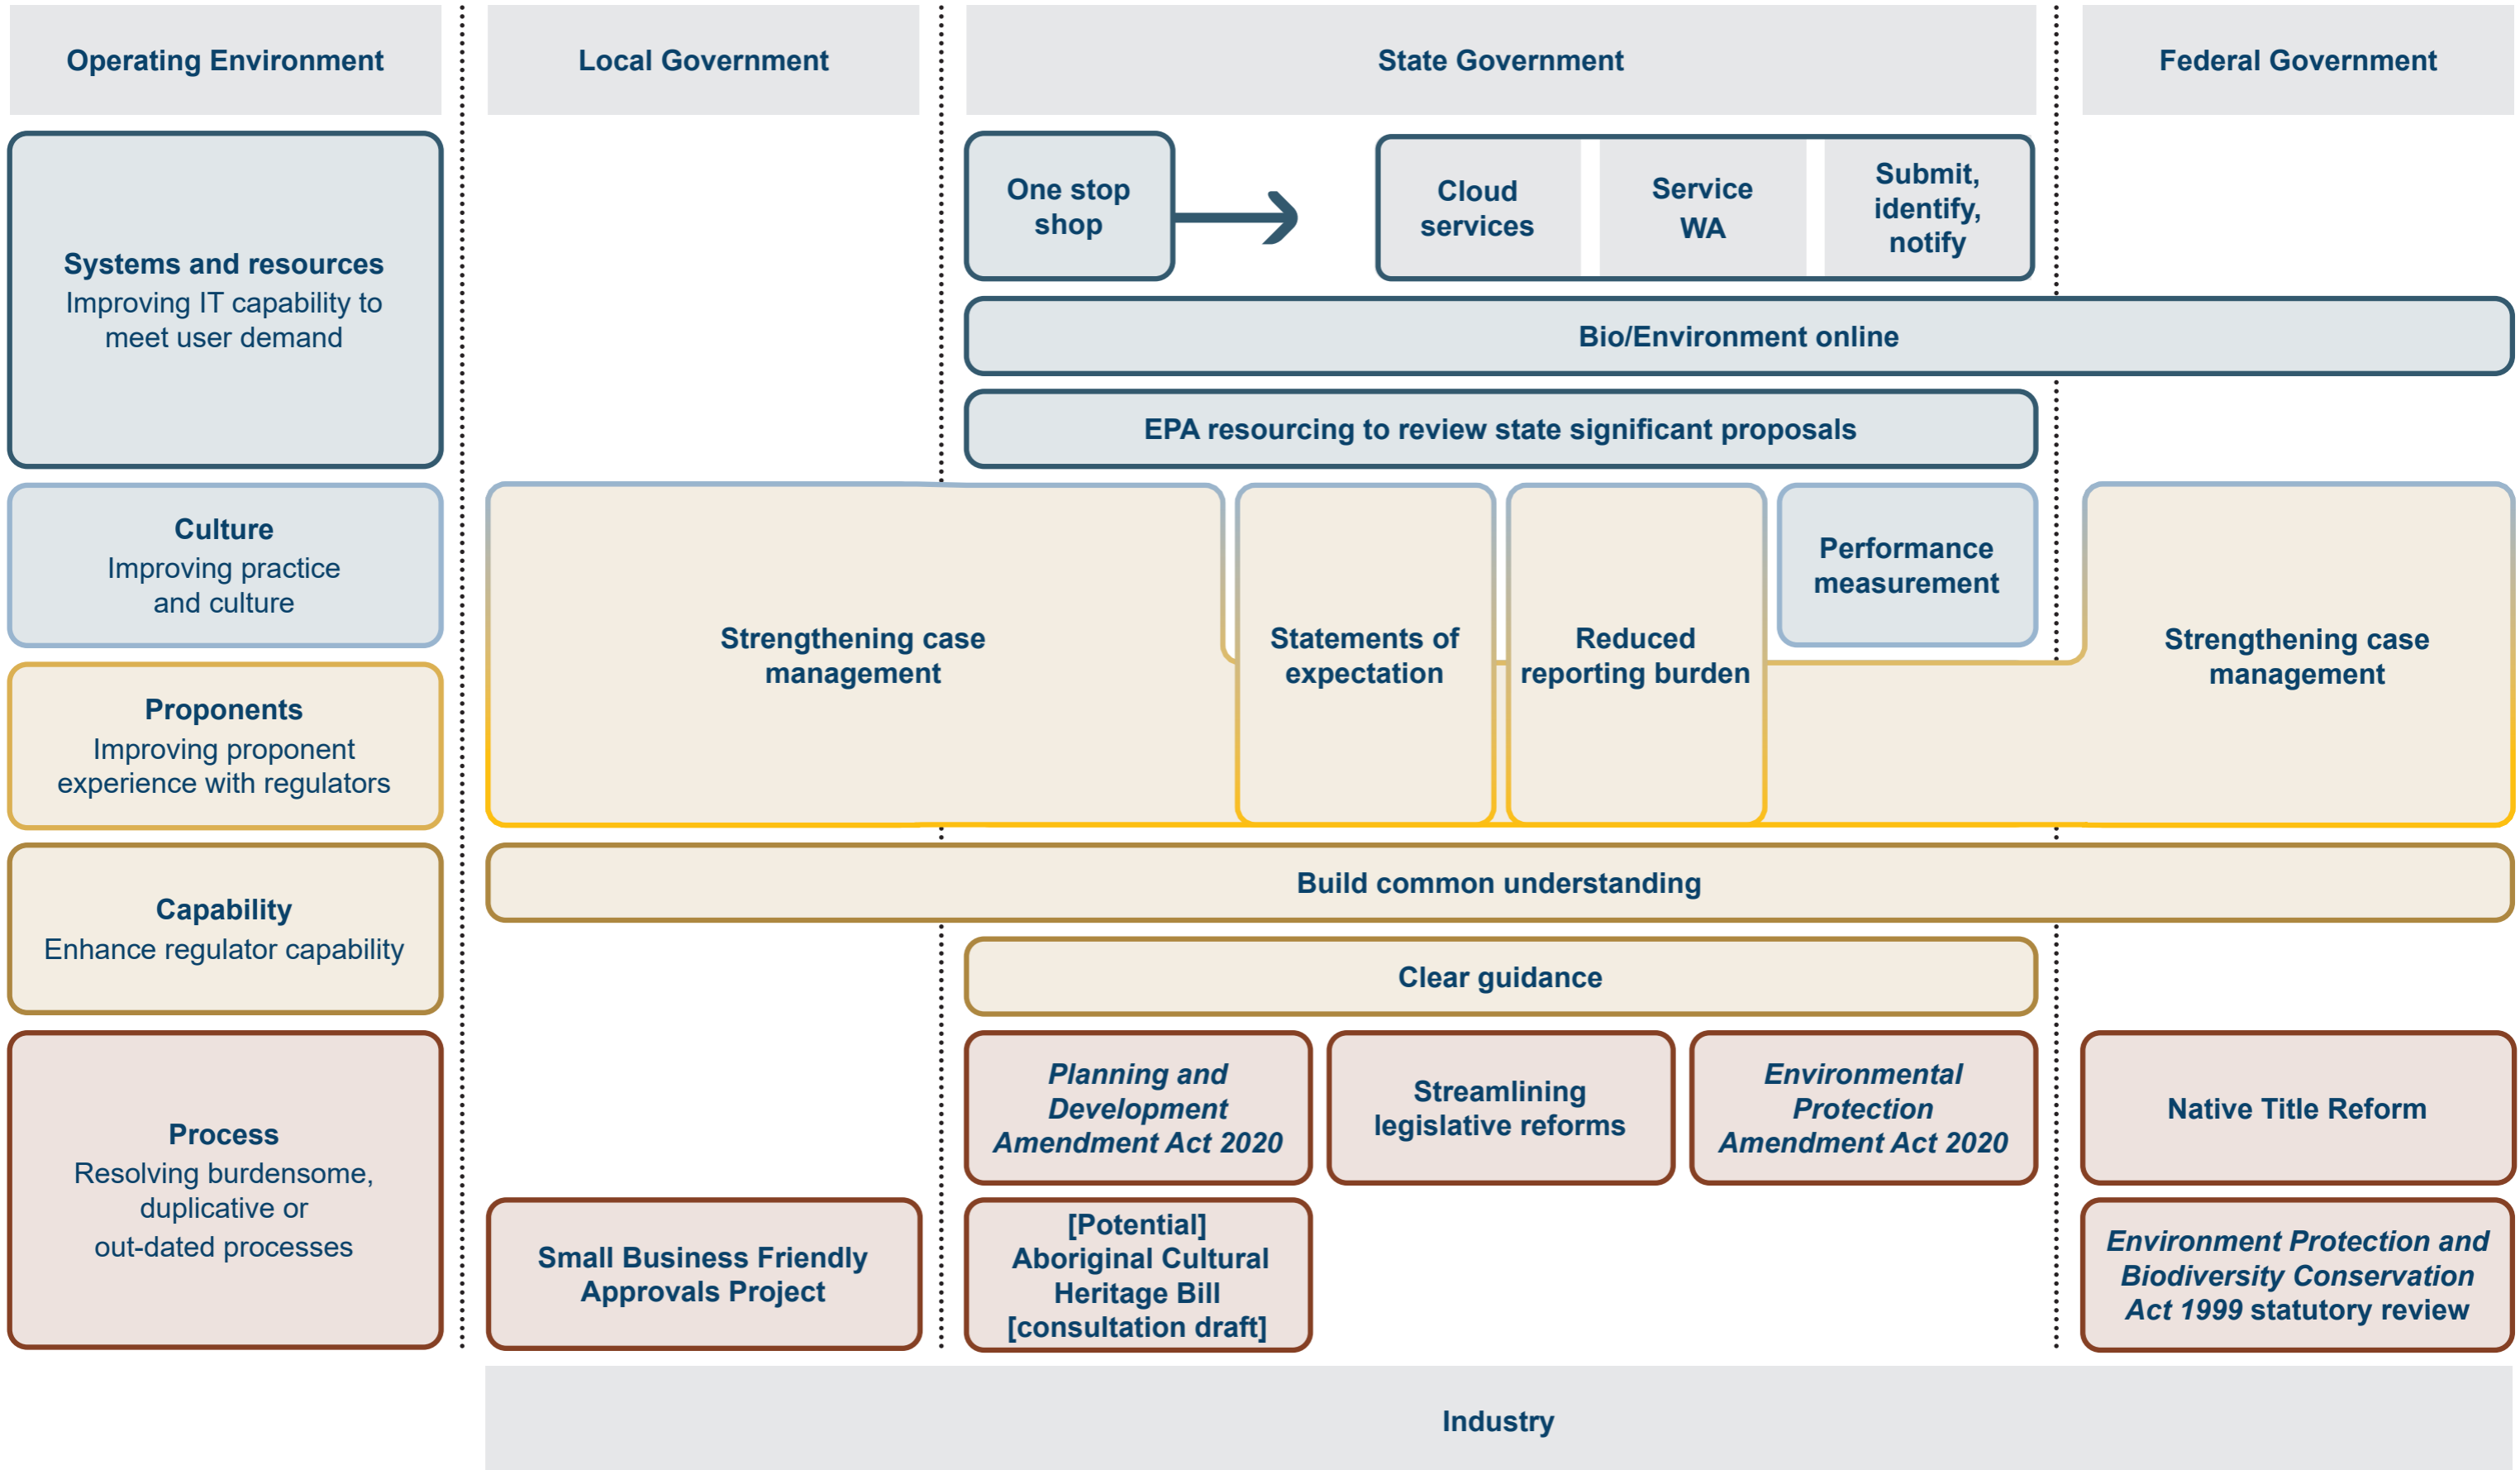 Operating Environment
Local Government
State Government
Federal Government
Systems and resources
Improving IT capability to
meet user demand
One stop
shop
Cloud
services
Service
WA
Submit,
identify,
notify
Bio/Environment online
EPA resourcing to review state significant proposals
Culture
Improving practice
and culture
Proponents
Improving proponent
experience with regulators
Strengthening case
management
Statements of
expectation
Reduced
reporting burden
Performance
measurement
Strengthening case
management
Capability
Enhance regulator capability
Build common understanding
Clear guidance
Process
Resolving burdensome,
duplicative or
out-dated processes
Planning and
Development
Amendment Act 2020
Streamlining
legislative reforms
Environmental
Protection
Amendment Act 2020
Native Title Reform
Small Business Friendly
Approvals Project
[Potential]
Aboriginal Cultural
Heritage Bill
[consultation draft]
Environment Protection and
Biodiversity Conservation
Act 1999 statutory review
Industry